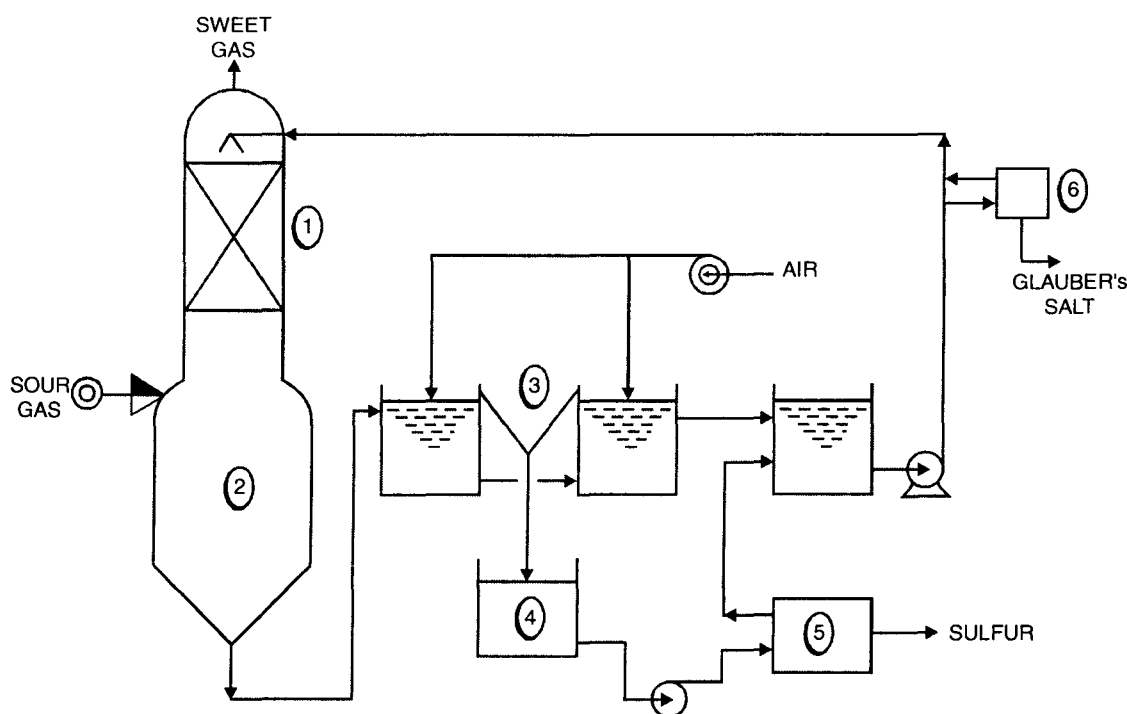 SWEET
GAS
6
1
AIR
GLAUBER's
SALT
3
SOUR
GAS
2
4
5
SULFUR